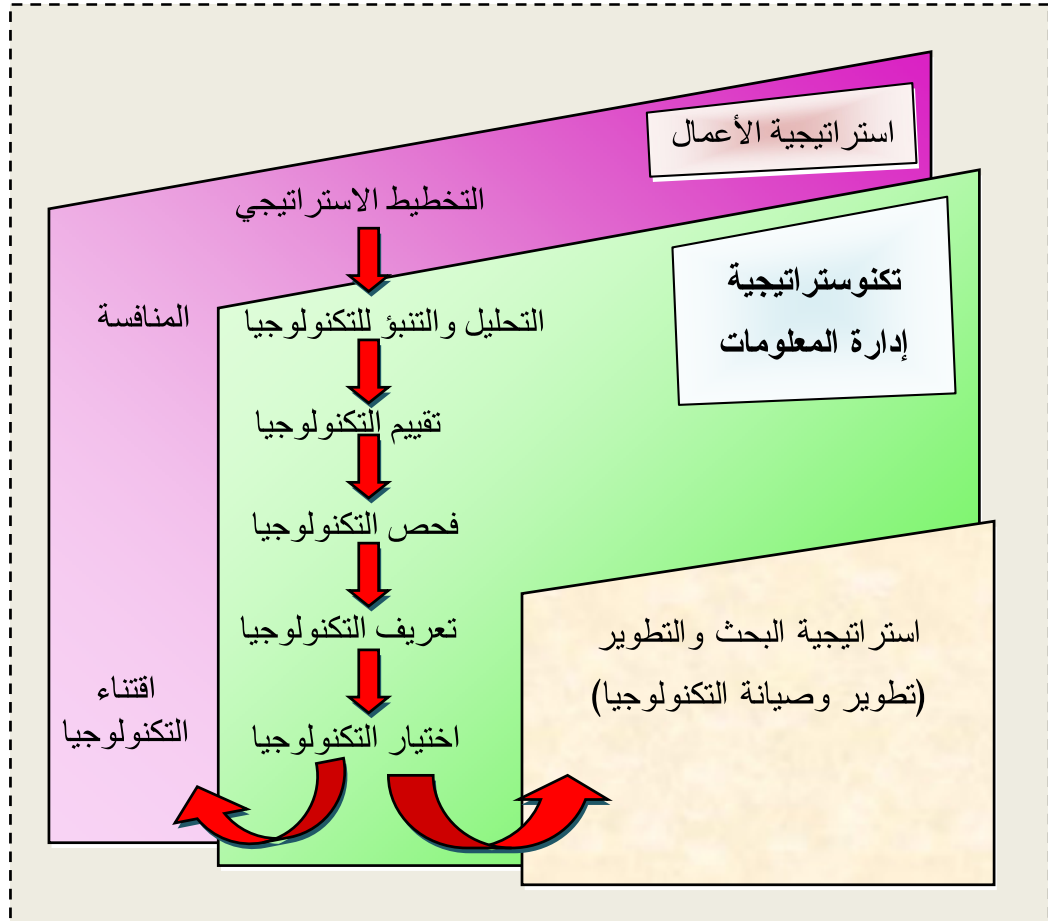 استراتيجية الأعمال
التخطيط الاستراتيجي
تكنوستراتيجية
إدارة المعلومات
التحليل والتنبؤ للتكنولوجيا
المنافسة
تقييم التكنولوجيا
فحص التكنولوجيا
تعريف التكنولوجيا
استراتيجية البحث والتطوير
(تطوير وصيانة التكنولوجيا)
اختيار التكنولوجيا
اقتناء
التكنولوجيا